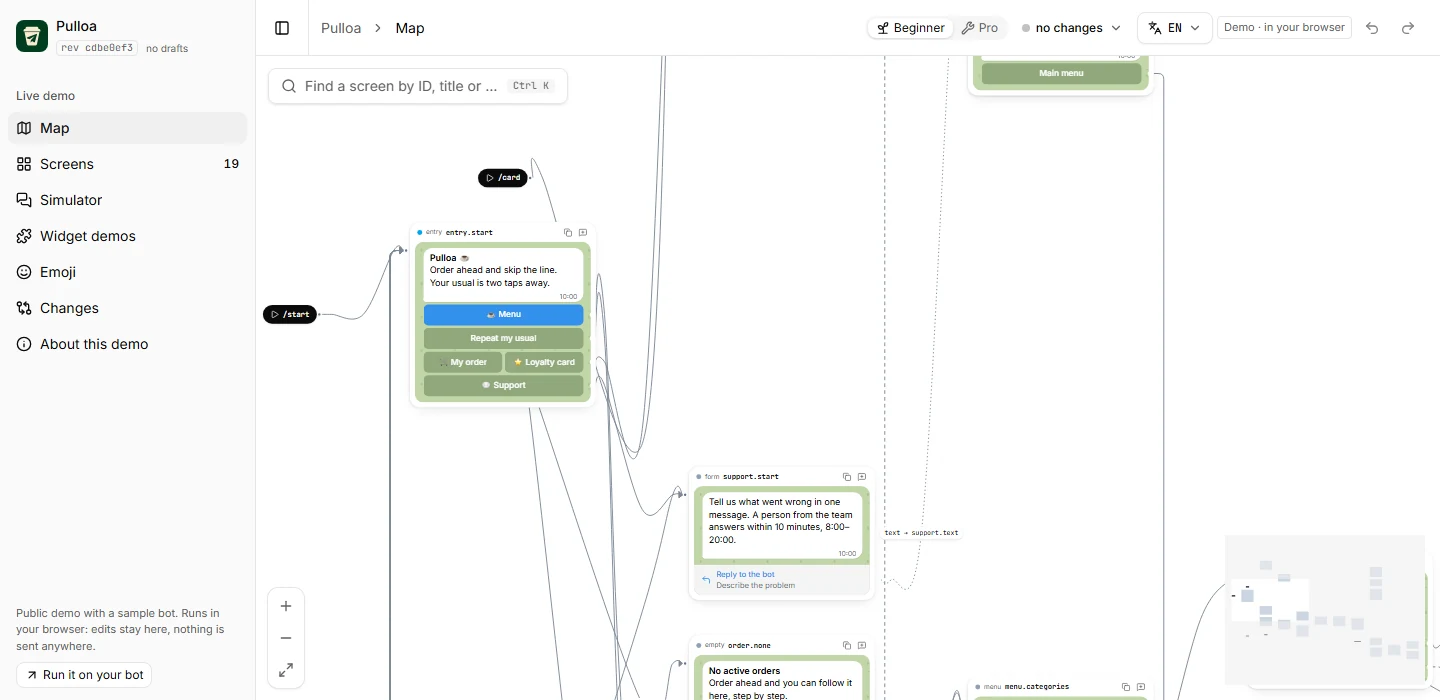 Pulloa
rev cdbe0ef3 no drafts
Live demo
Map
Screens 19
Simulator
Widget demos
Emoji
Changes
About this demo
Public demo with a sample bot. Runs in
your browser: edits stay here, nothing is
sent anywhere.
Run it on your bot
Pulloa > Map
Beginner
Pro
no changes
EN
Demo · in your browser
Find a screen by ID, title or ... Ctrl K
Main menu
/card
/start
entry entry.start
Pulloa
Order ahead and skip the line.
Your usual is two taps away.
10:00
Menu
Repeat my usual
My order
Loyalty card
Support
form support.start
Tell us what went wrong in one
message. A person from the team
answers within 10 minutes, 8:00–
20:00.
10:00
Reply to the bot
Describe the problem
text → support.text
empty order.none
No active orders
Order ahead and you can follow it
here, step by step.
menu menu.categories